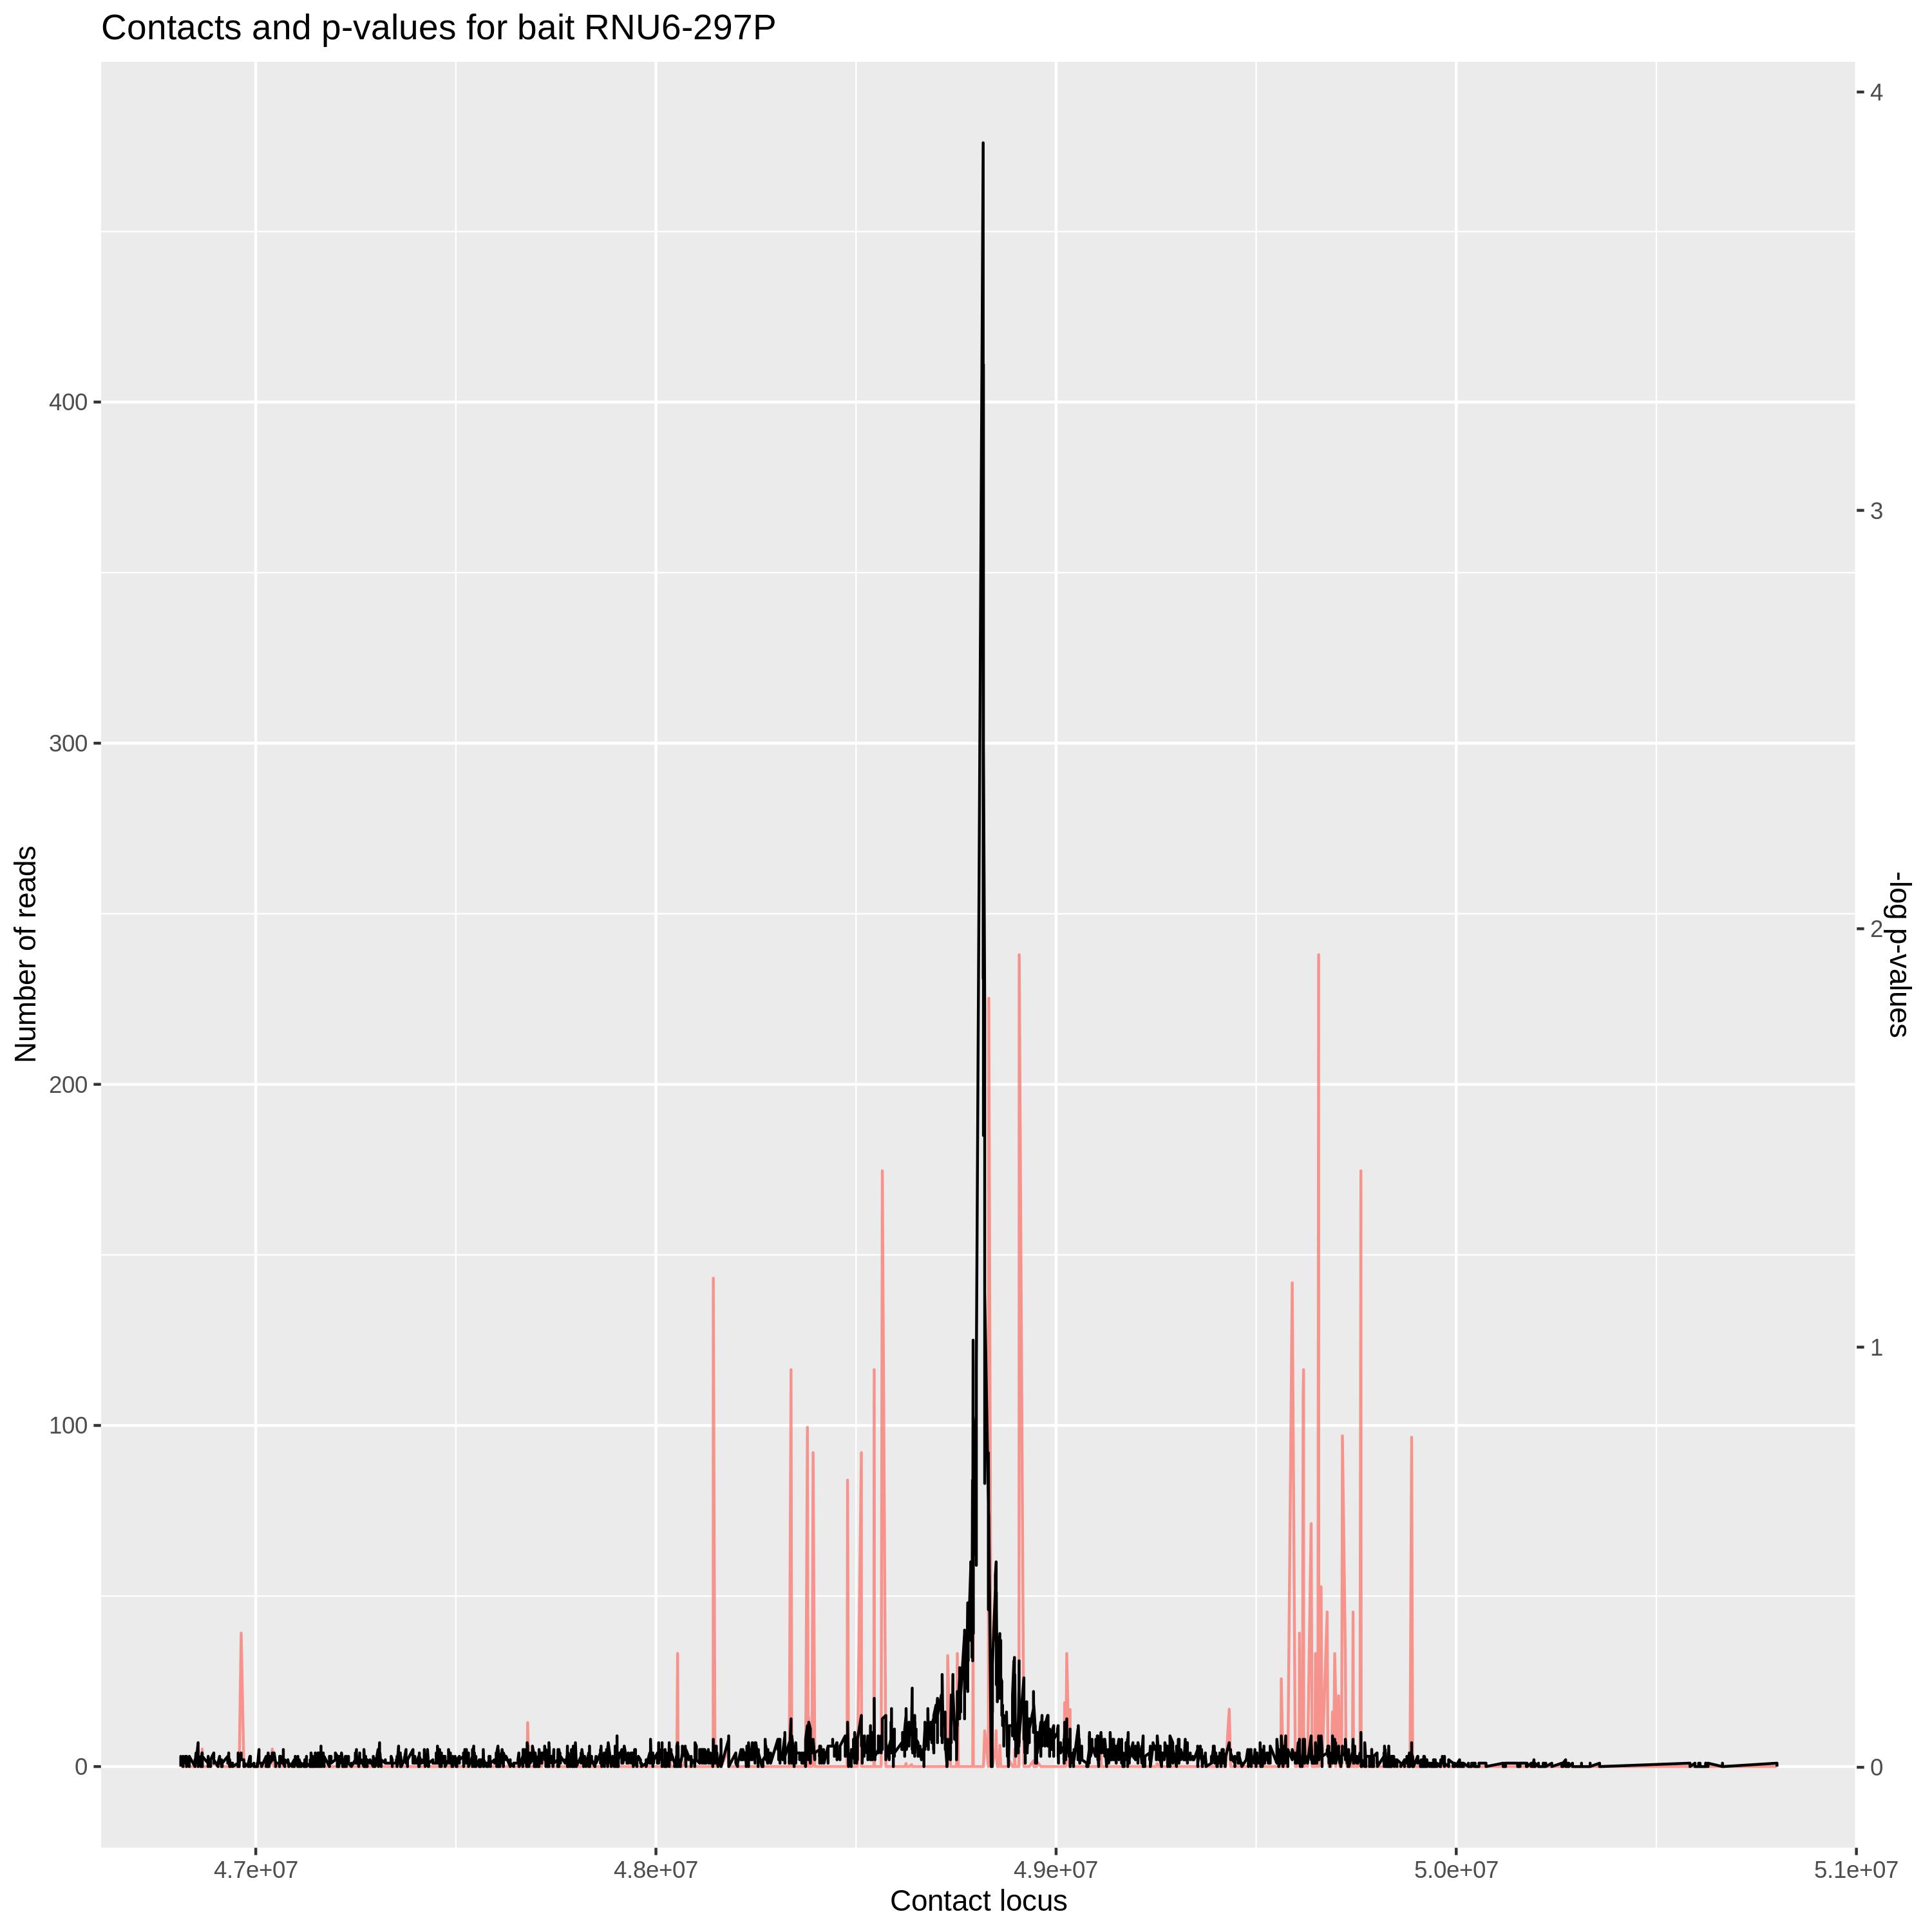 Contacts and p-values for bait RNU6-297P
Number of reads
400
300
200
100
0
4
3
2
1
0
-log p-values
4.7e+07
4.8e+07
4.9e+07
5.0e+07
5.1e+07
Contact locus